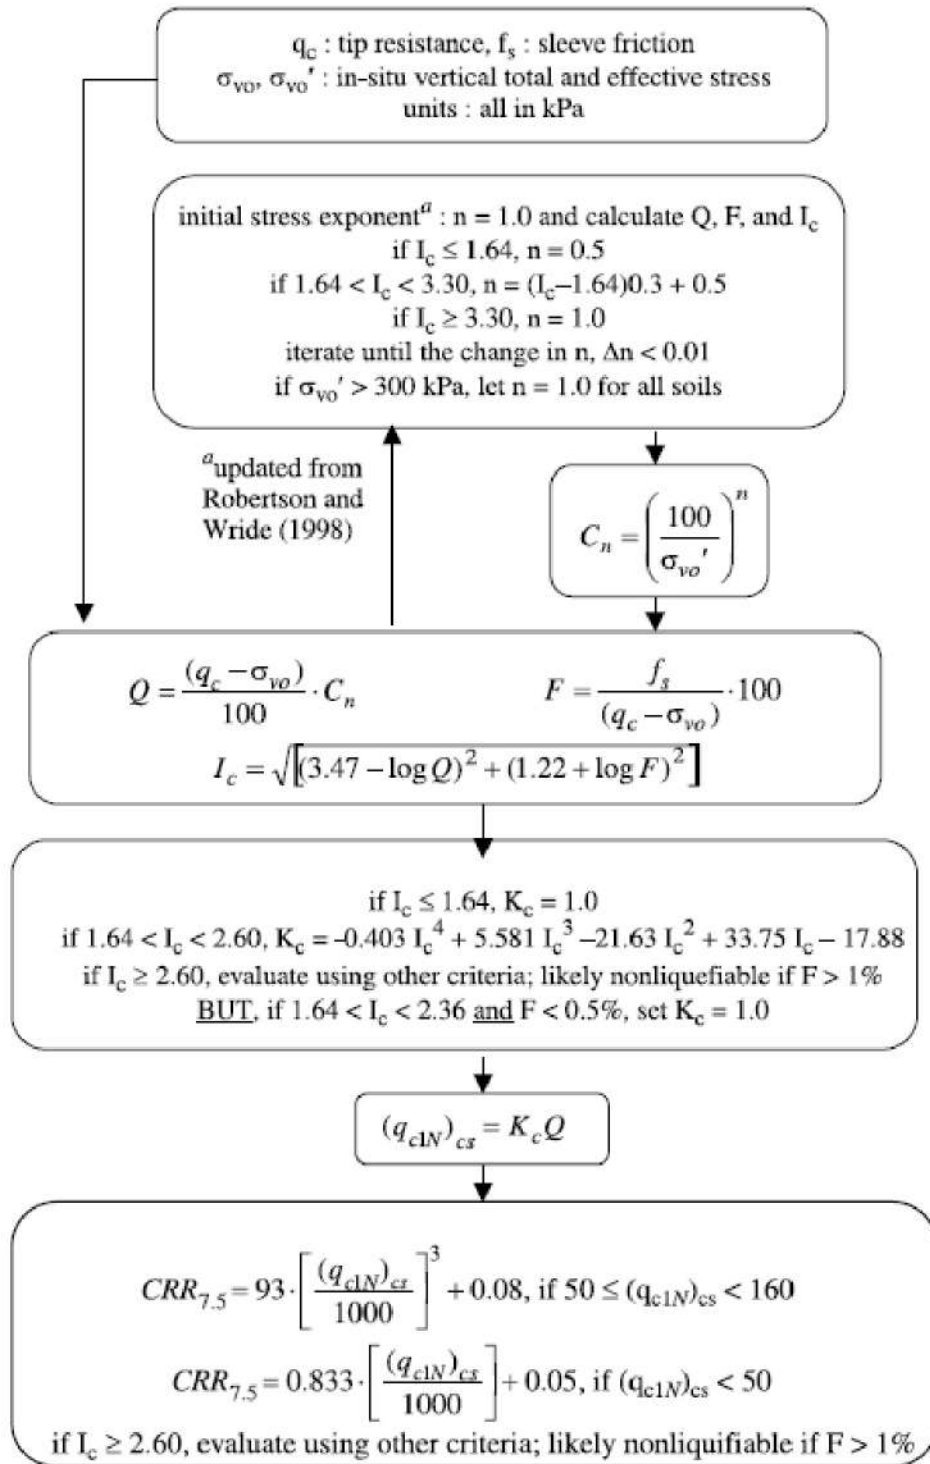 q_c : tip resistance, f_s : sleeve friction
σ_vo, σ_vo′ : in-situ vertical total and effective stress
units : all in kPa
initial stress exponent^a : n = 1.0 and calculate Q, F, and I_c
if I_c ≤ 1.64, n = 0.5
if 1.64 < I_c < 3.30, n = (I_c–1.64)0.3 + 0.5
if I_c ≥ 3.30, n = 1.0
iterate until the change in n, Δn < 0.01
if σ_vo′ > 300 kPa, let n = 1.0 for all soils
^a updated from
Robertson and
Wride (1998)
C_n = (100 / σ_vo′)^n
Q = (q_c – σ_vo) / 100 · C_n
F = f_s / (q_c – σ_vo) · 100
I_c = √[(3.47 – log Q)^2 + (1.22 + log F)^2]
if I_c ≤ 1.64, K_c = 1.0
if 1.64 < I_c < 2.60, K_c = –0.403 I_c^4 + 5.581 I_c^3 –21.63 I_c^2 + 33.75 I_c – 17.88
if I_c ≥ 2.60, evaluate using other criteria; likely nonliquefiable if F > 1%
BUT, if 1.64 < I_c < 2.36 and F < 0.5%, set K_c = 1.0
(q_c1N)_cs = K_c Q
CRR_7.5 = 93 · [(q_c1N)_cs / 1000]^3 + 0.08, if 50 ≤ (q_c1N)_cs < 160
CRR_7.5 = 0.833 · [(q_c1N)_cs / 1000] + 0.05, if (q_c1N)_cs < 50
if I_c ≥ 2.60, evaluate using other criteria; likely nonliquifiable if F > 1%